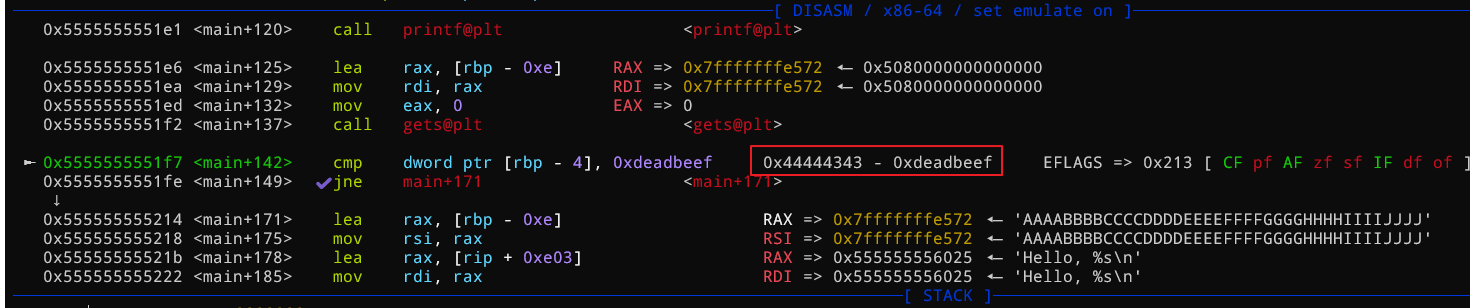 [ DISASM / x86-64 / set emulate on ]
0x5555555551e1 <main+120> call printf@plt <printf@plt>
0x5555555551e6 <main+125> lea rax, [rbp - 0xe] RAX => 0x7fffffffe572 ← 0x5080000000000000
0x5555555551ea <main+129> mov rdi, rax RDI => 0x7fffffffe572 ← 0x5080000000000000
0x5555555551ed <main+132> mov eax, 0 EAX => 0
0x5555555551f2 <main+137> call gets@plt <gets@plt>
► 0x5555555551f7 <main+142> cmp dword ptr [rbp - 4], 0xdeadbeef 0x44444343 - 0xdeadbeef EFLAGS => 0x213 [ CF pf AF zf sf IF df of ]
0x5555555551fe <main+149> ✔ jne main+171 <main+171>
↓
0x555555555214 <main+171> lea rax, [rbp - 0xe] RAX => 0x7fffffffe572 ← 'AAAABBBBCCCCDDDDEEEEFFFFGGGGHHHHIIIIJJJJ'
0x555555555218 <main+175> mov rsi, rax RSI => 0x7fffffffe572 ← 'AAAABBBBCCCCDDDDEEEEFFFFGGGGHHHHIIIIJJJJ'
0x55555555521b <main+178> lea rax, [rip + 0xe03] RAX => 0x555555556025 ← 'Hello, %s\n'
0x555555555222 <main+185> mov rdi, rax RDI => 0x555555556025 ← 'Hello, %s\n'
[ STACK ]